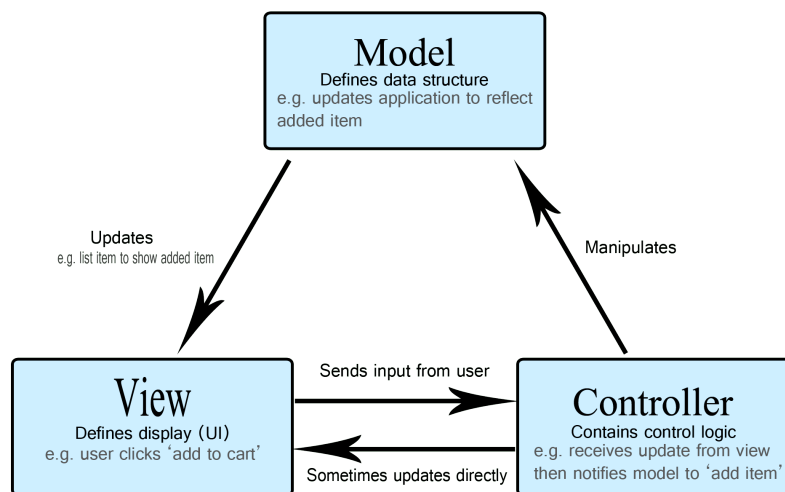 Model
Defines data structure
e.g. updates application to reflect
added item
Updates
e.g. list item to show added item
Manipulates
View
Defines display (UI)
e.g. user clicks ‘add to cart’
Sends input from user
Sometimes updates directly
Controller
Contains control logic
e.g. receives update from view
then notifies model to ‘add item’